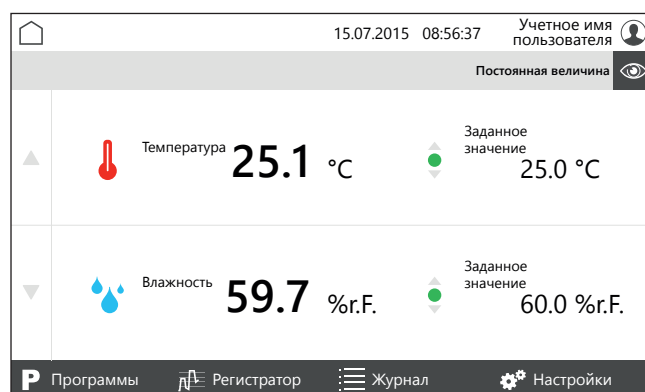 15.07.2015 08:56:37 Учетное имя
пользователя
Постоянная величина
Температура 25.1 °C
Заданное
значение
25.0 °C
Влажность 59.7 %r.F.
Заданное
значение
60.0 %r.F.
P Программы Регистратор Журнал Настройки